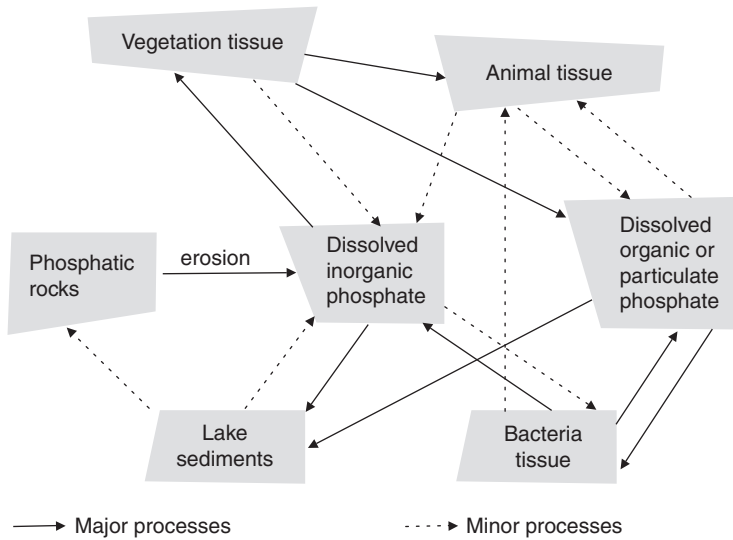 Vegetation tissue
Animal tissue
Dissolved
organic or
particulate
phosphate
Dissolved
inorganic
phosphate
erosion
Phosphatic
rocks
Lake
sediments
Bacteria
tissue
Major processes
Minor processes